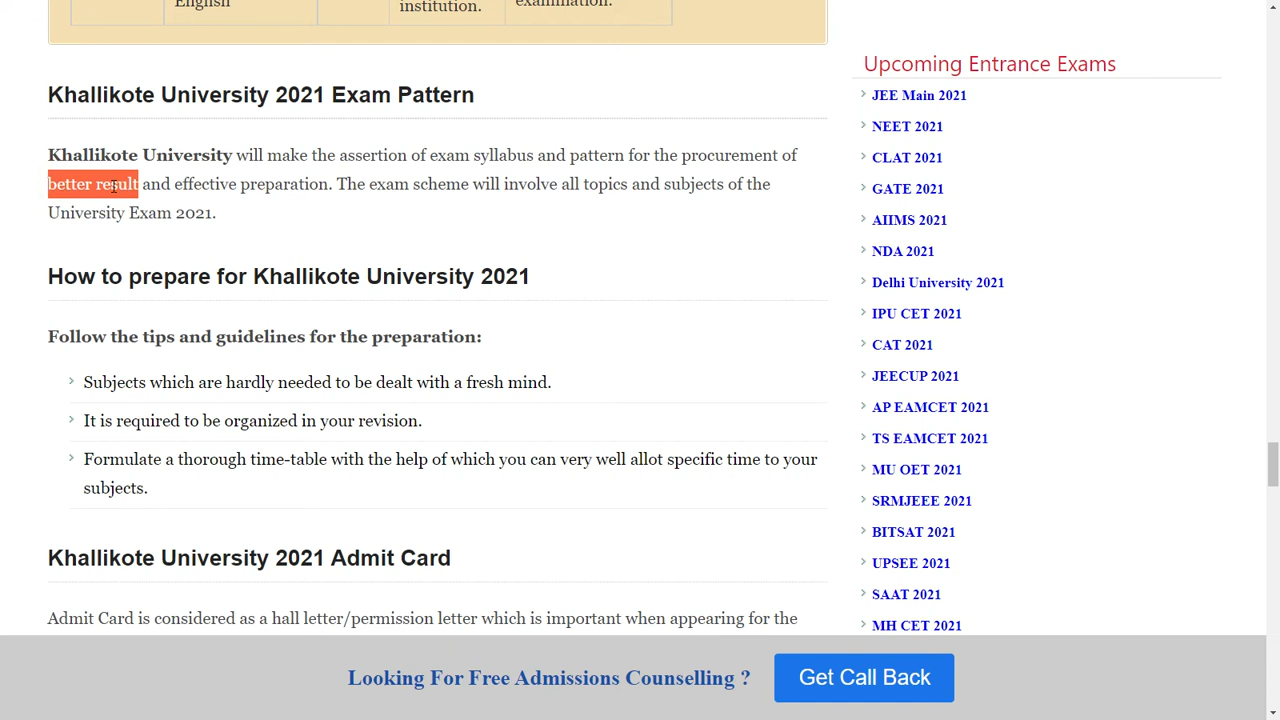 English
institution.
examination.
Khallikote University 2021 Exam Pattern
Khallikote University will make the assertion of exam syllabus and pattern for the procurement of
better result and effective preparation. The exam scheme will involve all topics and subjects of the
University Exam 2021.
How to prepare for Khallikote University 2021
Follow the tips and guidelines for the preparation:
Subjects which are hardly needed to be dealt with a fresh mind.
It is required to be organized in your revision.
Formulate a thorough time-table with the help of which you can very well allot specific time to your
subjects.
Khallikote University 2021 Admit Card
Admit Card is considered as a hall letter/permission letter which is important when appearing for the
Upcoming Entrance Exams
JEE Main 2021
NEET 2021
CLAT 2021
GATE 2021
AIIMS 2021
NDA 2021
Delhi University 2021
IPU CET 2021
CAT 2021
JEECUP 2021
AP EAMCET 2021
TS EAMCET 2021
MU OET 2021
SRMJEEE 2021
BITSAT 2021
UPSEE 2021
SAAT 2021
MH CET 2021
Looking For Free Admissions Counselling ?
Get Call Back